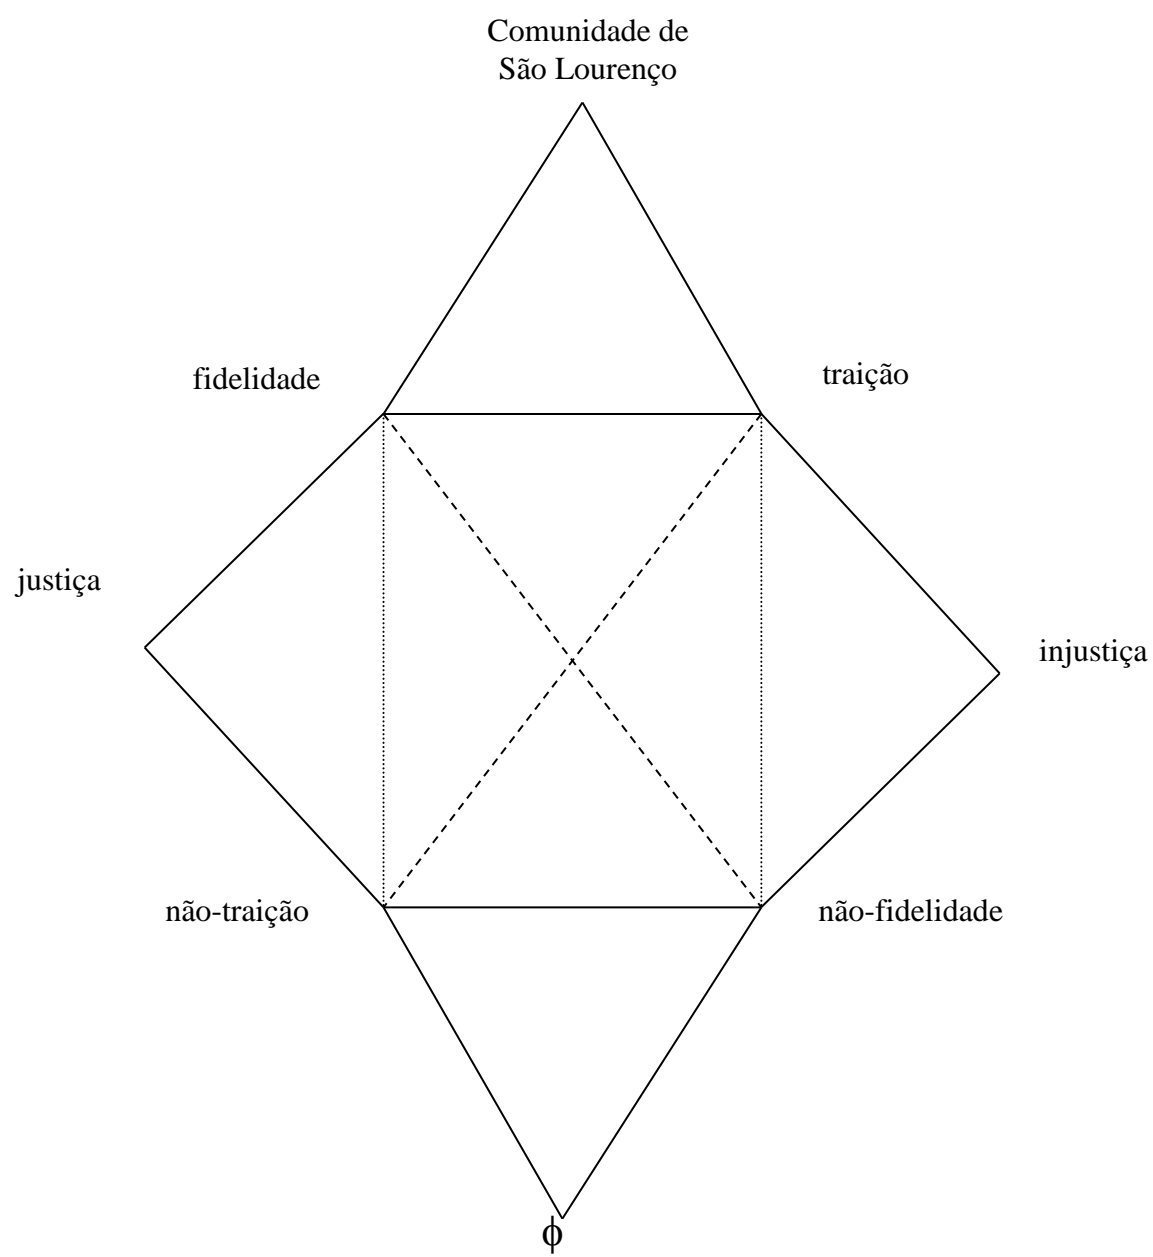 Comunidade de
São Lourenço
fidelidade
traição
justiça
injustiça
não-traição
não-fidelidade
ϕ